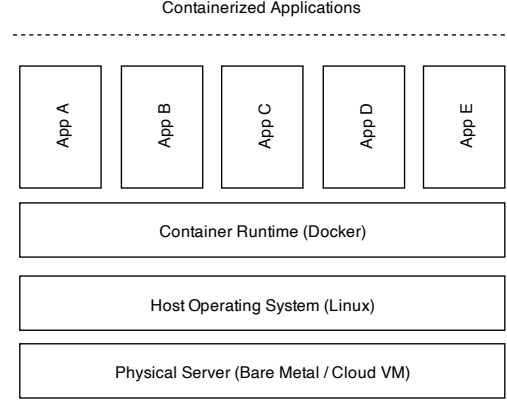 Containerized Applications
App A
App B
App C
App D
App E
Container Runtime (Docker)
Host Operating System (Linux)
Physical Server (Bare Metal / Cloud VM)